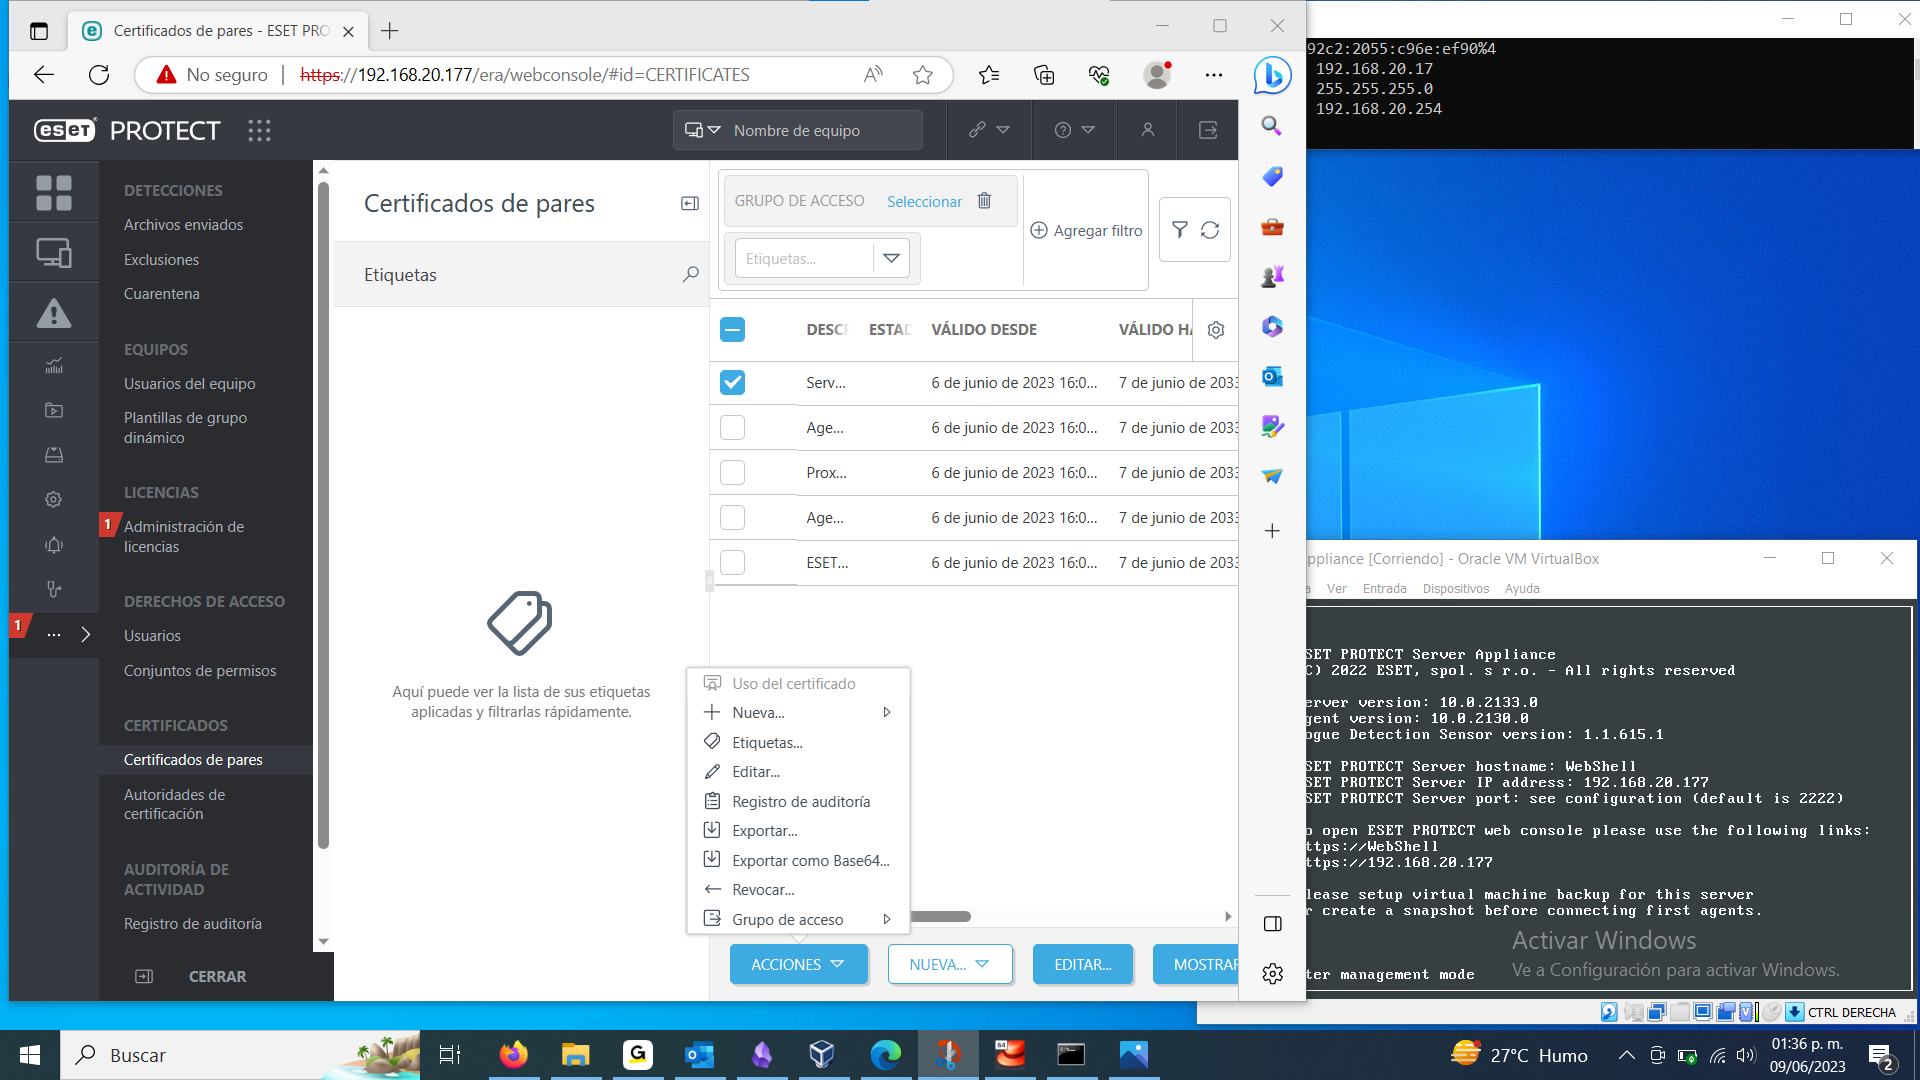 Certificados de pares - ESET PRO
No seguro
https://192.168.20.177/era/webconsole/#id=CERTIFICATES
eset PROTECT
Nombre de equipo
DETECCIONES
Archivos enviados
Exclusiones
Cuarentena
EQUIPOS
Usuarios del equipo
Plantillas de grupo
dinámico
LICENCIAS
1
Administración de
licencias
DERECHOS DE ACCESO
1
Usuarios
Conjuntos de permisos
CERTIFICADOS
Certificados de pares
Autoridades de
certificación
AUDITORÍA DE
ACTIVIDAD
Registro de auditoría
CERRAR
Certificados de pares
Etiquetas
Aquí puede ver la lista de sus etiquetas
aplicadas y filtrarlas rápidamente.
GRUPO DE ACCESO Seleccionar
Etiquetas...
Agregar filtro
DESC ESTAD VÁLIDO DESDE VÁLIDO HA
Serv... 6 de junio de 2023 16:0... 7 de junio de 2033
Age... 6 de junio de 2023 16:0... 7 de junio de 2033
Prox... 6 de junio de 2023 16:0... 7 de junio de 2033
Age... 6 de junio de 2023 16:0... 7 de junio de 2033
ESET... 6 de junio de 2023 16:0... 7 de junio de 2033
Uso del certificado
Nueva...
Etiquetas...
Editar...
Registro de auditoría
Exportar...
Exportar como Base64...
Revocar...
Grupo de acceso
ACCIONES NUEVA... EDITAR... MOSTRAR
92c2:2055:c96e:ef90%4
192.168.20.17
255.255.255.0
192.168.20.254
ppliance [Corriendo] - Oracle VM VirtualBox
a Ver Entrada Dispositivos Ayuda
SET PROTECT Server Appliance
C) 2022 ESET, spol. s r.o. - All rights reserved
erver version: 10.0.2133.0
gent version: 10.0.2130.0
ogue Detection Sensor version: 1.1.615.1
SET PROTECT Server hostname: WebShell
SET PROTECT Server IP address: 192.168.20.177
SET PROTECT Server port: see configuration (default is 2222)
o open ESET PROTECT web console please use the following links:
ttps://WebShell
ttps://192.168.20.177
lease setup virtual machine backup for this server
r create a snapshot before connecting first agents.
Activar Windows
Ve a Configuración para activar Windows.
ter management mode
CTRL DERECHA
Buscar
64
27°C Humo
01:36 p. m.
09/06/2023
2